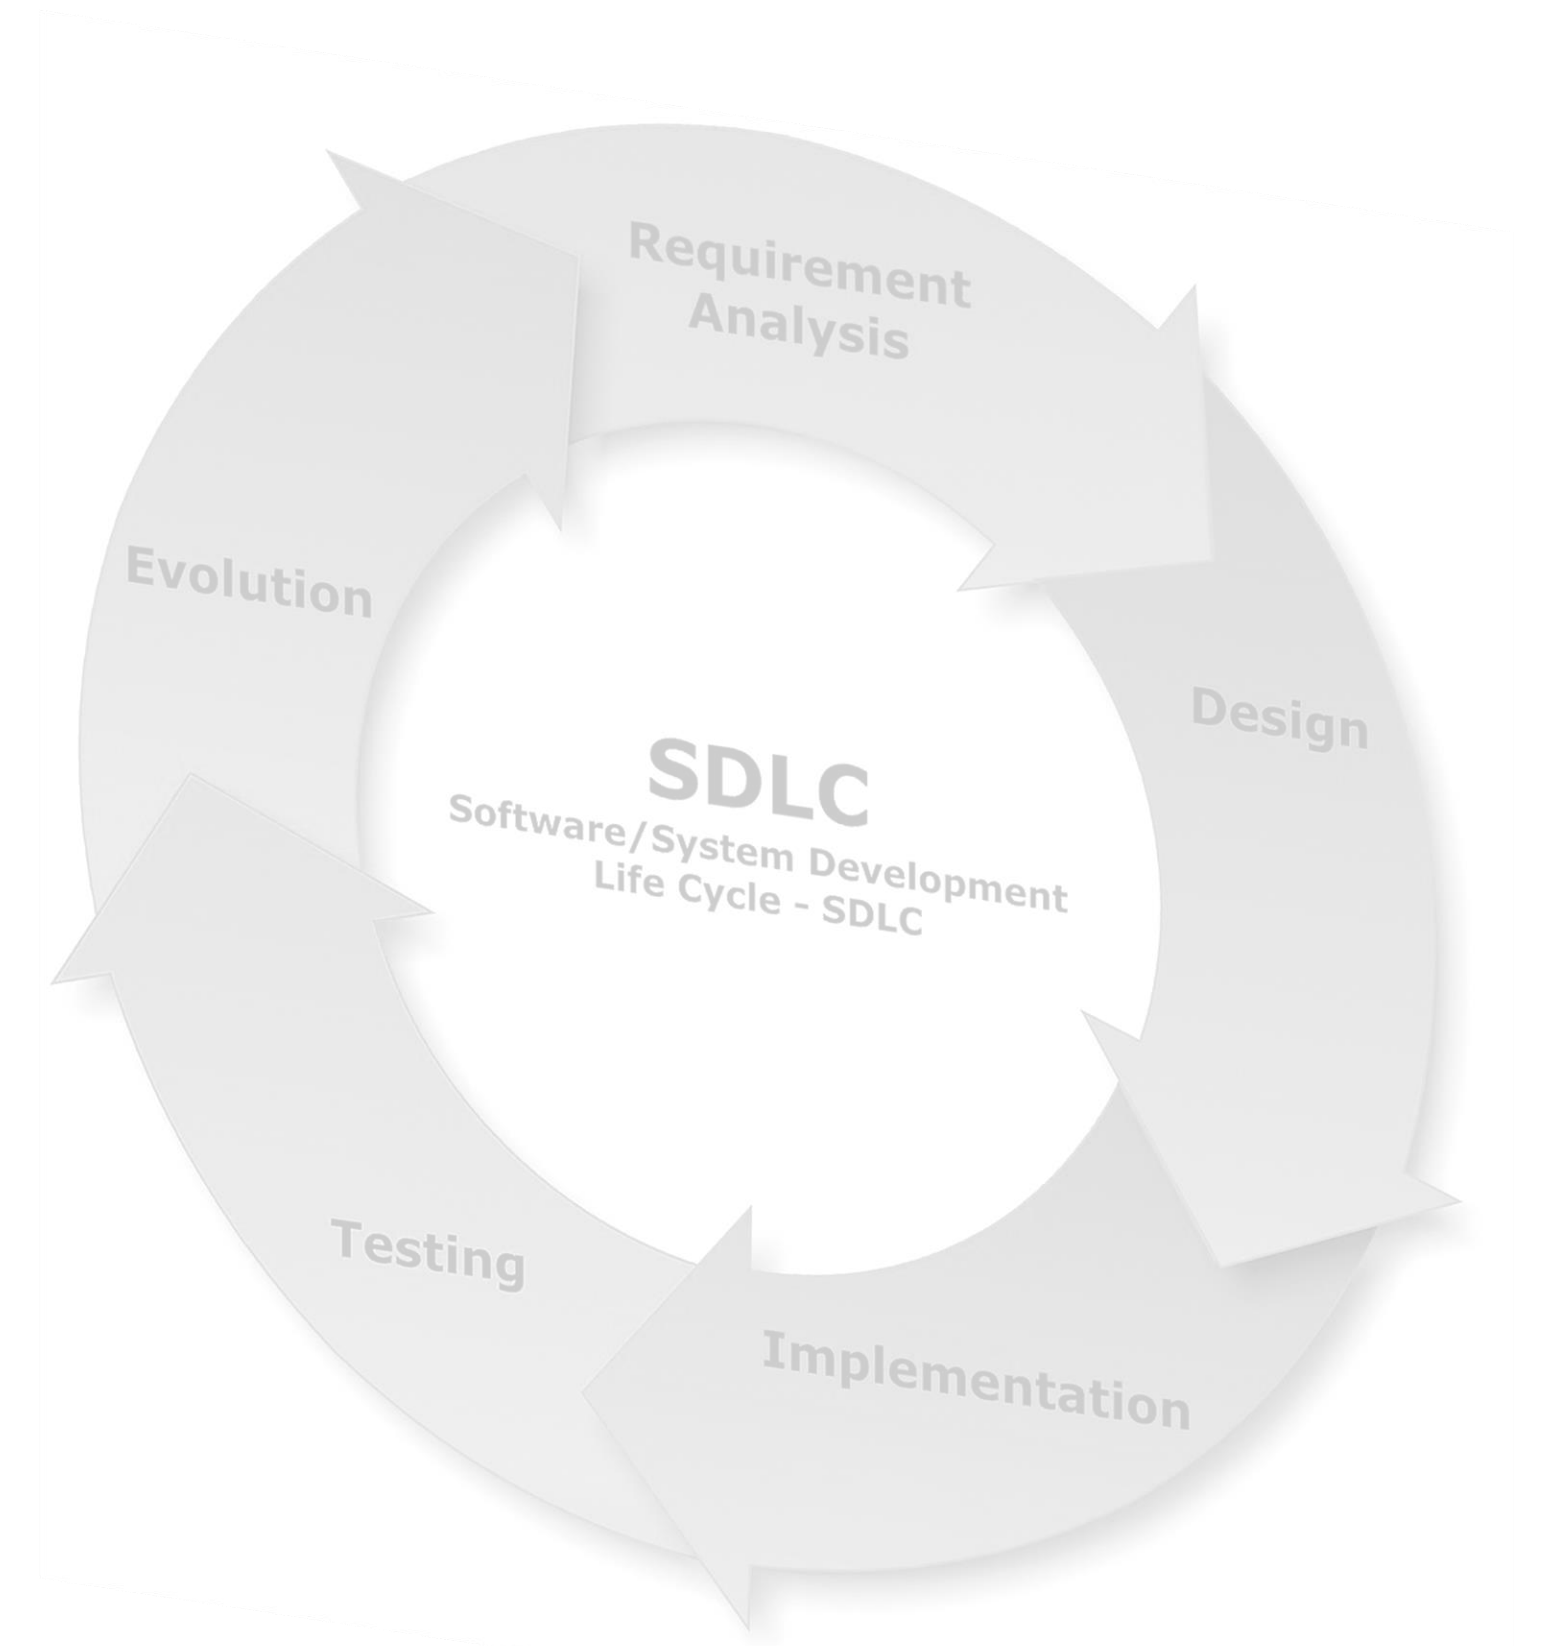 Requirement
Analysis
Design
Implementation
Testing
Evolution
SDLC
Software/System Development
Life Cycle - SDLC